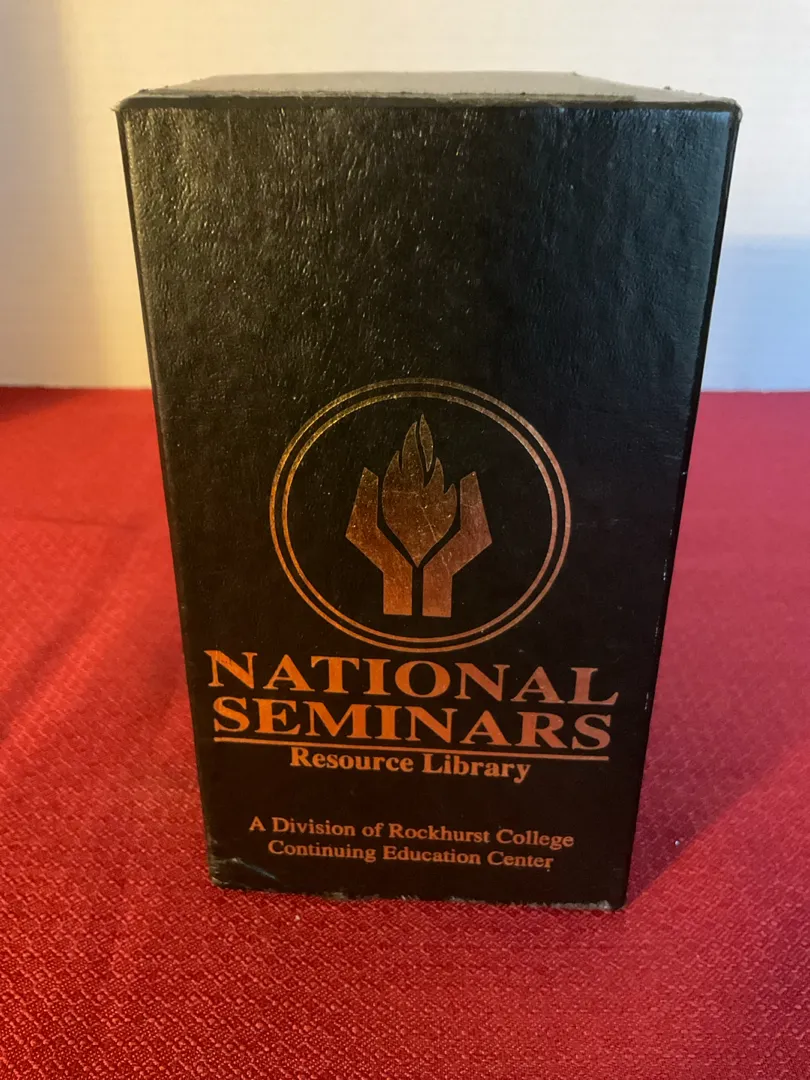 NATIONAL
SEMINARS
Resource Library
A Division of Rockhurst College
Continuing Education Center